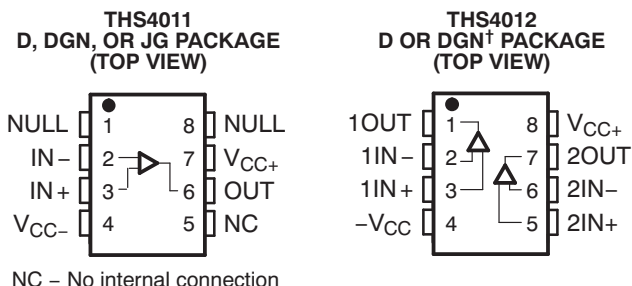 THS4011
D, DGN, OR JG PACKAGE
(TOP VIEW)
NULL 1 8 NULL
IN− 2 7 VCC+
IN+ 3 6 OUT
VCC− 4 5 NC
NC − No internal connection
THS4012
D OR DGN† PACKAGE
(TOP VIEW)
1OUT 1 8 VCC+
1IN− 2 7 2OUT
1IN+ 3 6 2IN−
−VCC 4 5 2IN+